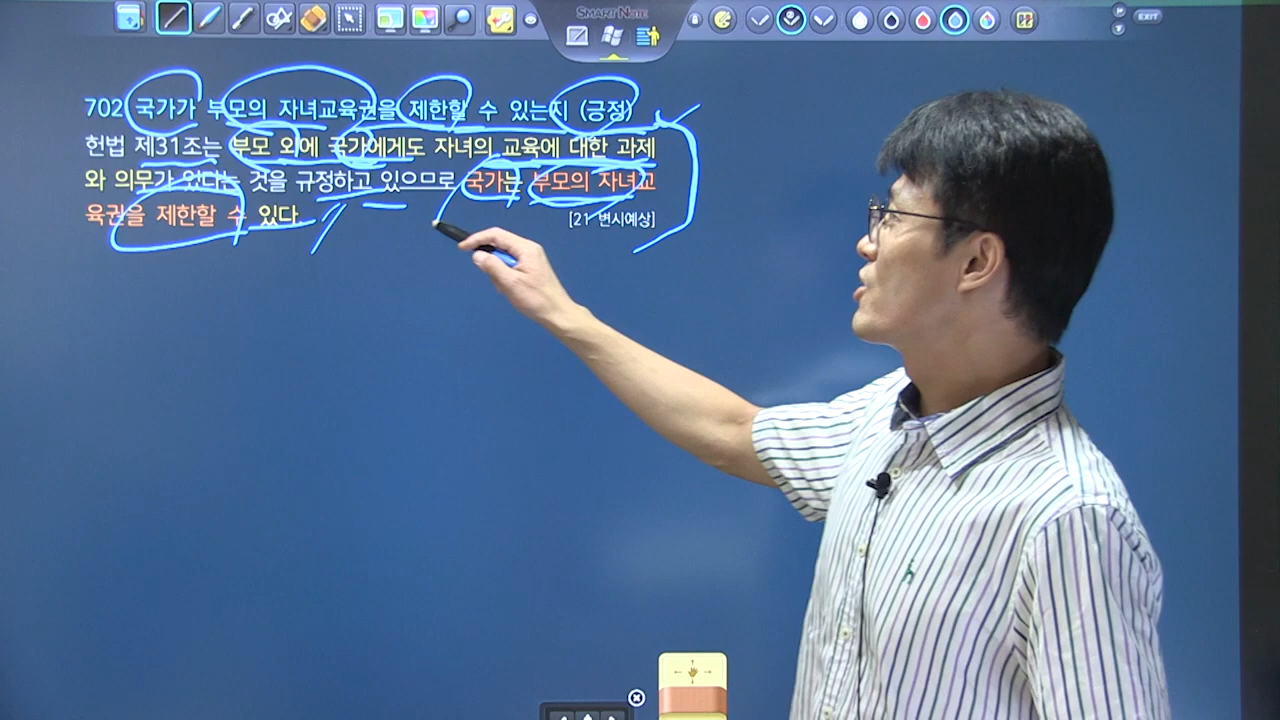 SMARTNOTE
EXIT
702 국가가 부모의 자녀교육권을 제한할 수 있는지 (긍정)
헌법 제31조는 부모 외에 국가에게도 자녀의 교육에 대한 과제
와 의무가 있다는 것을 규정하고 있으므로 국가는 부모의 자녀교
육권을 제한할 수 있다.
[21 변시예상]